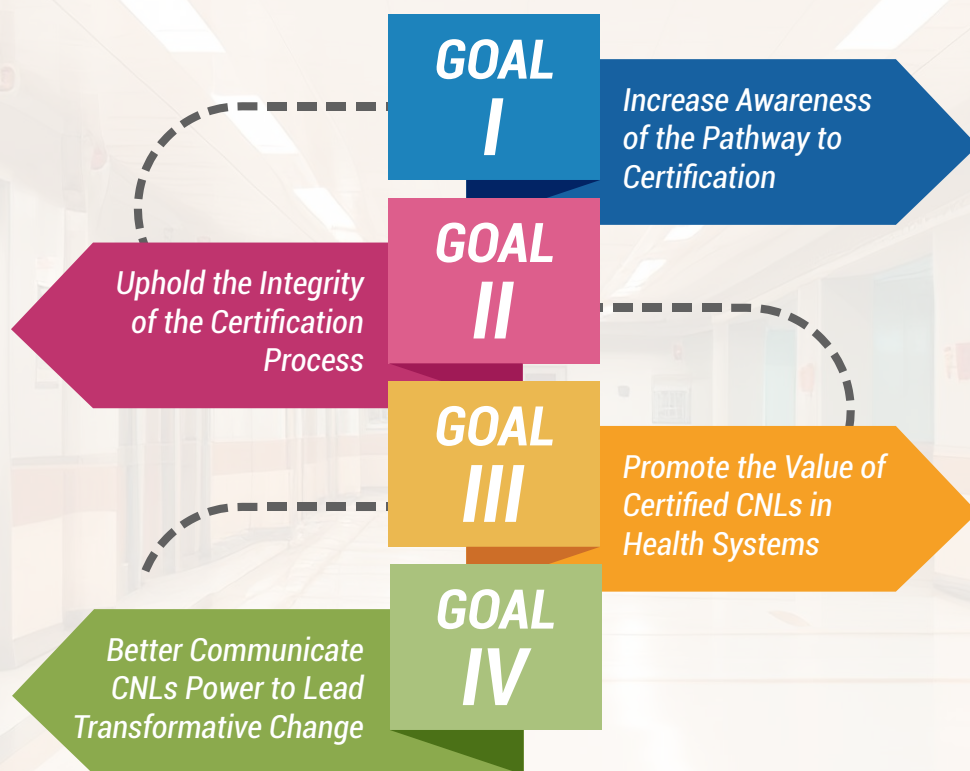 GOAL
I
Increase Awareness
of the Pathway to
Certification
GOAL
II
Uphold the Integrity
of the Certification
Process
GOAL
III
Promote the Value of
Certified CNLs in
Health Systems
GOAL
IV
Better Communicate
CNLs Power to Lead
Transformative Change